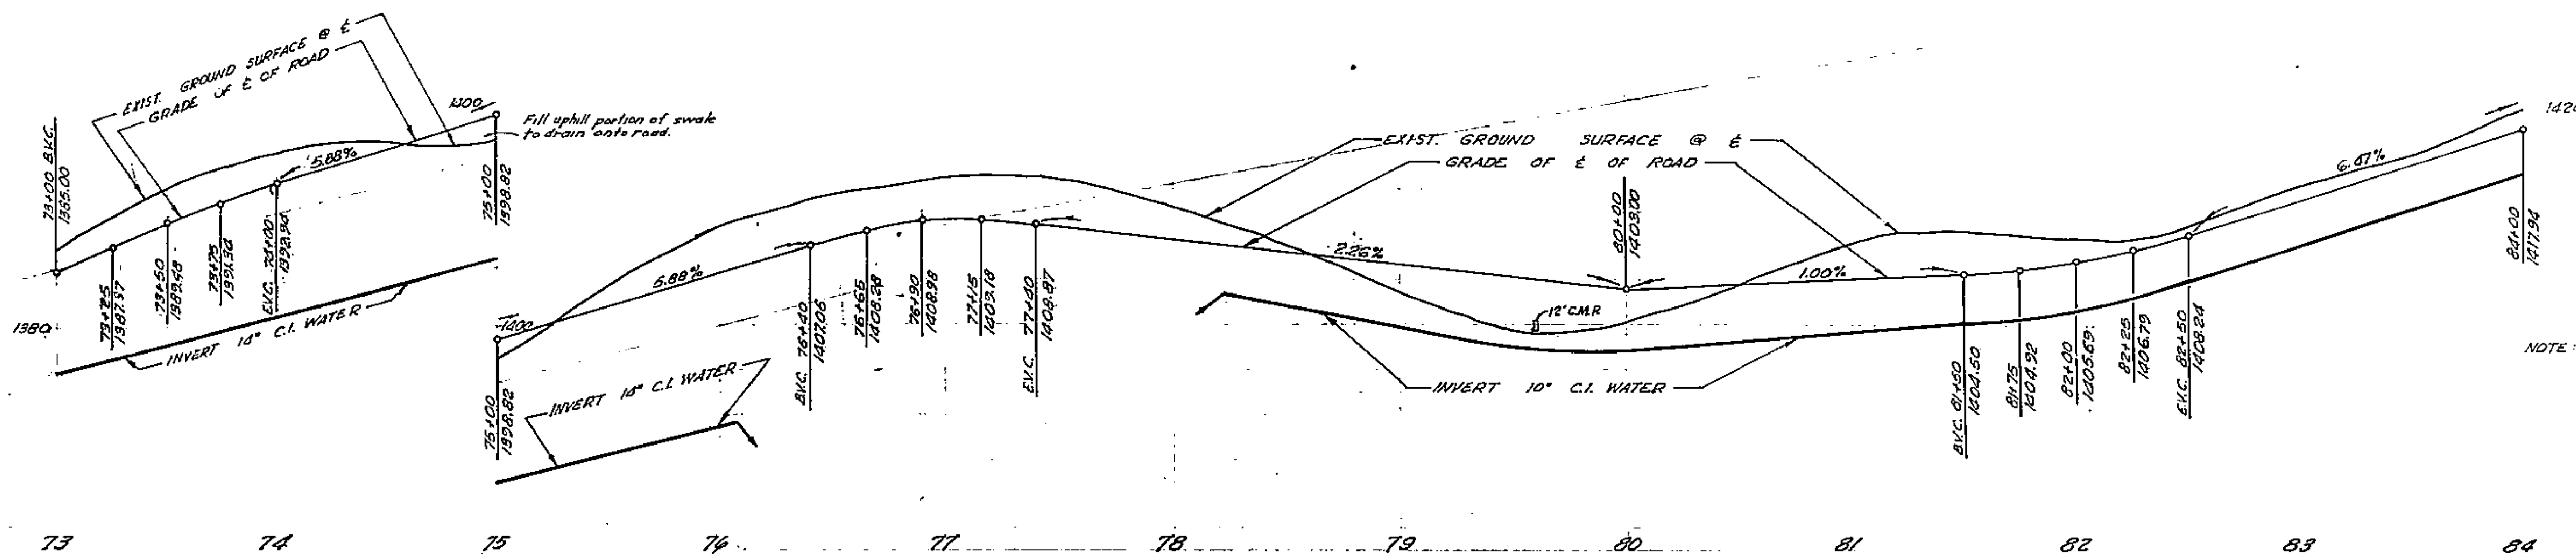 EXIST. GROUND SURFACE @ ℄
GRADE OF ℄ OF ROAD
73+00 B.V.C.
1385.00
1380
73+25
1387.37
73+50
1389.48
73+75
1391.34
E.V.C. 74+00
1392.94
5.88%
1400
75+00
1398.82
Fill uphill portion of swale
to drain onto road.
INVERT 14" C.I. WATER
1400
75+00
1398.82
5.88%
INVERT 14" C.I. WATER
B.V.C. 76+40
1407.06
76+65
1408.28
76+90
1408.98
77+15
1409.18
E.V.C. 77+40
1408.87
EXIST. GROUND SURFACE @ ℄
GRADE OF ℄ OF ROAD
2.26%
12" C.M.P.
80+00
1403.00
1.00%
INVERT 10" C.I. WATER
B.V.C. 81+50
1404.50
81+75
1404.92
82+00
1405.69
82+25
1406.79
E.V.C. 82+50
1408.24
6.47%
84+00
1417.94
NOTE:
73 74 75 76 77 78 79 80 81 82 83 84